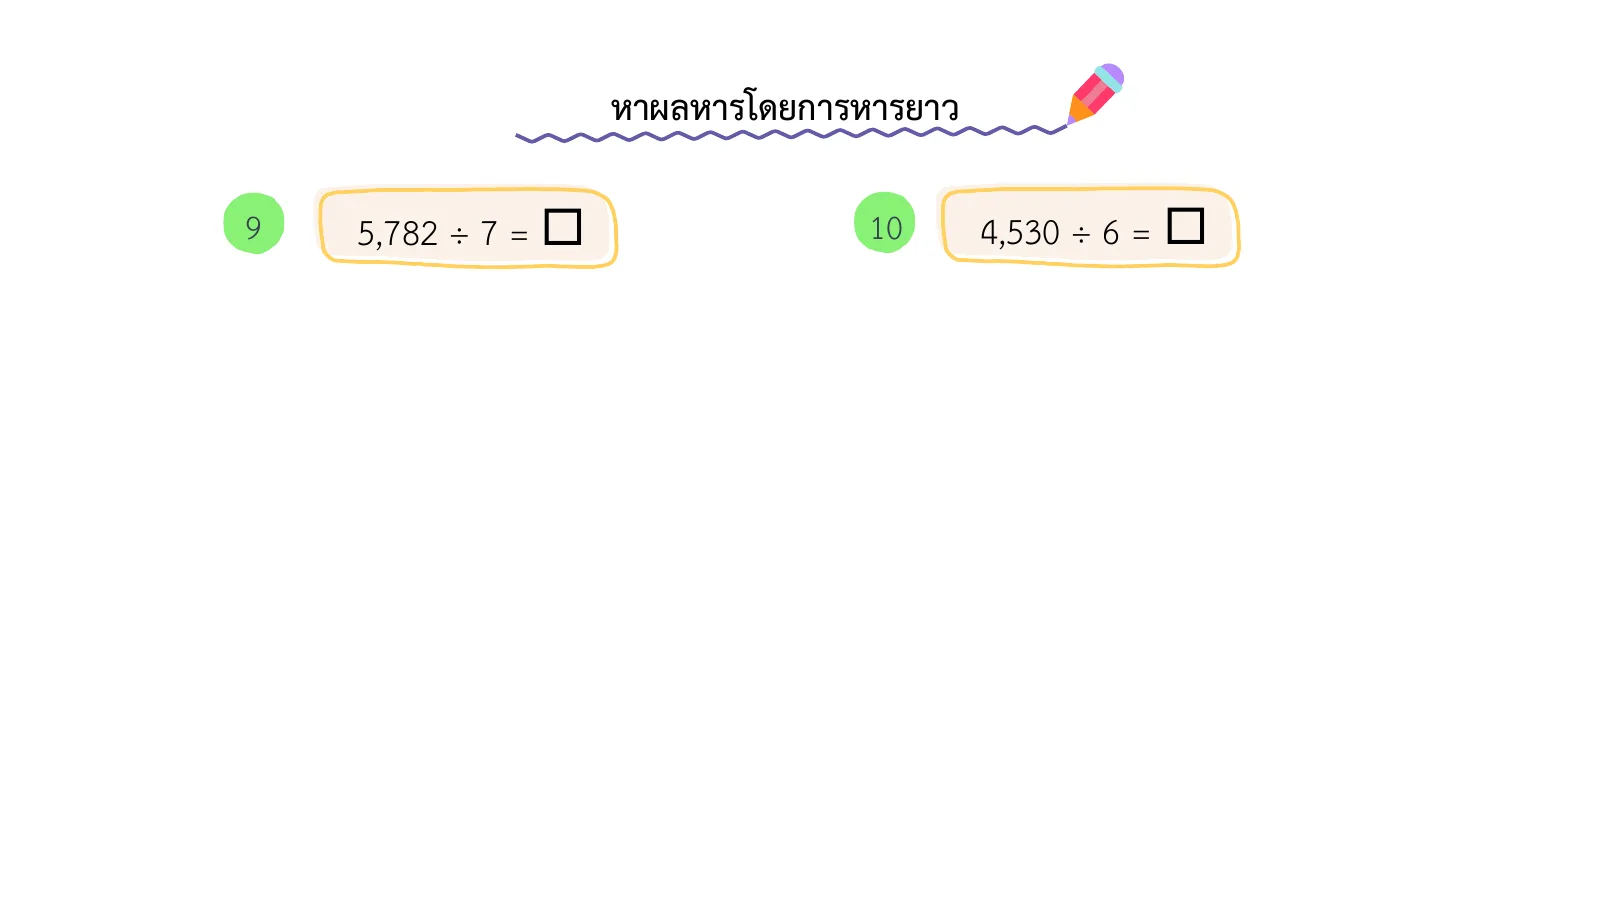 หาผลหารโดยการหารยาว
9
5,782 ÷ 7 = □
10
4,530 ÷ 6 = □